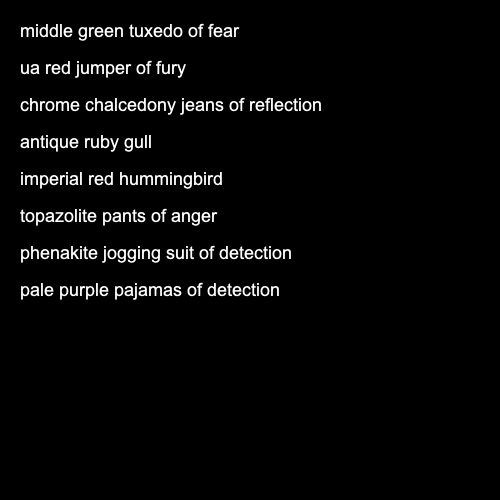 middle green tuxedo of fear
ua red jumper of fury
chrome chalcedony jeans of reflection
antique ruby gull
imperial red hummingbird
topazolite pants of anger
phenakite jogging suit of detection
pale purple pajamas of detection